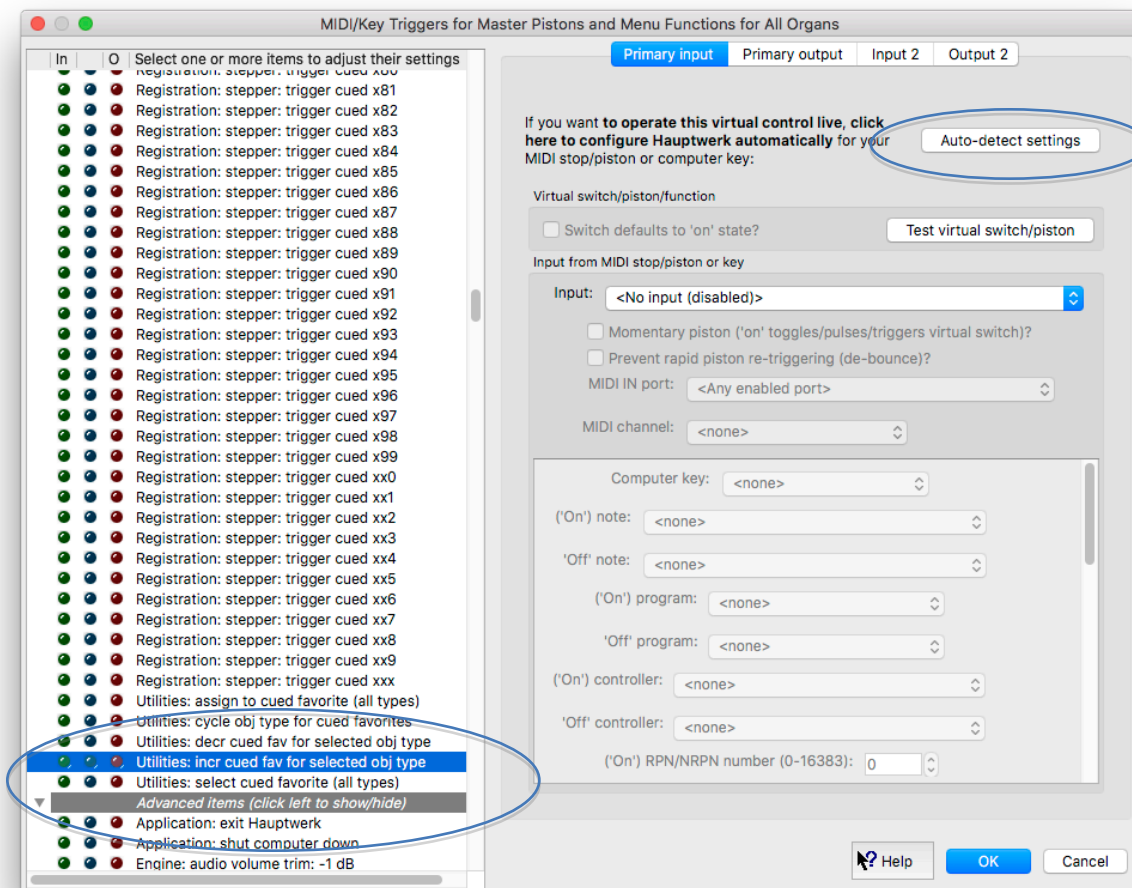 MIDI/Key Triggers for Master Pistons and Menu Functions for All Organs
In O Select one or more items to adjust their settings
Registration: stepper: trigger cued x80
Registration: stepper: trigger cued x81
Registration: stepper: trigger cued x82
Registration: stepper: trigger cued x83
Registration: stepper: trigger cued x84
Registration: stepper: trigger cued x85
Registration: stepper: trigger cued x86
Registration: stepper: trigger cued x87
Registration: stepper: trigger cued x88
Registration: stepper: trigger cued x89
Registration: stepper: trigger cued x90
Registration: stepper: trigger cued x91
Registration: stepper: trigger cued x92
Registration: stepper: trigger cued x93
Registration: stepper: trigger cued x94
Registration: stepper: trigger cued x95
Registration: stepper: trigger cued x96
Registration: stepper: trigger cued x97
Registration: stepper: trigger cued x98
Registration: stepper: trigger cued x99
Registration: stepper: trigger cued xx0
Registration: stepper: trigger cued xx1
Registration: stepper: trigger cued xx2
Registration: stepper: trigger cued xx3
Registration: stepper: trigger cued xx4
Registration: stepper: trigger cued xx5
Registration: stepper: trigger cued xx6
Registration: stepper: trigger cued xx7
Registration: stepper: trigger cued xx8
Registration: stepper: trigger cued xx9
Registration: stepper: trigger cued xxx
Utilities: assign to cued favorite (all types)
Utilities: cycle obj type for cued favorites
Utilities: decr cued fav for selected obj type
Utilities: incr cued fav for selected obj type
Utilities: select cued favorite (all types)
Advanced items (click left to show/hide)
Application: exit Hauptwerk
Application: shut computer down
Engine: audio volume trim: -1 dB
Primary input Primary output Input 2 Output 2
If you want to operate this virtual control live, click
here to configure Hauptwerk automatically for your
MIDI stop/piston or computer key:
Auto-detect settings
Virtual switch/piston/function
Switch defaults to 'on' state?
Test virtual switch/piston
Input from MIDI stop/piston or key
Input: <No input (disabled)>
Momentary piston ('on' toggles/pulses/triggers virtual switch)?
Prevent rapid piston re-triggering (de-bounce)?
MIDI IN port: <Any enabled port>
MIDI channel: <none>
Computer key: <none>
('On') note: <none>
'Off' note: <none>
('On') program: <none>
'Off' program: <none>
('On') controller: <none>
'Off' controller: <none>
('On') RPN/NRPN number (0-16383): 0
Help OK Cancel